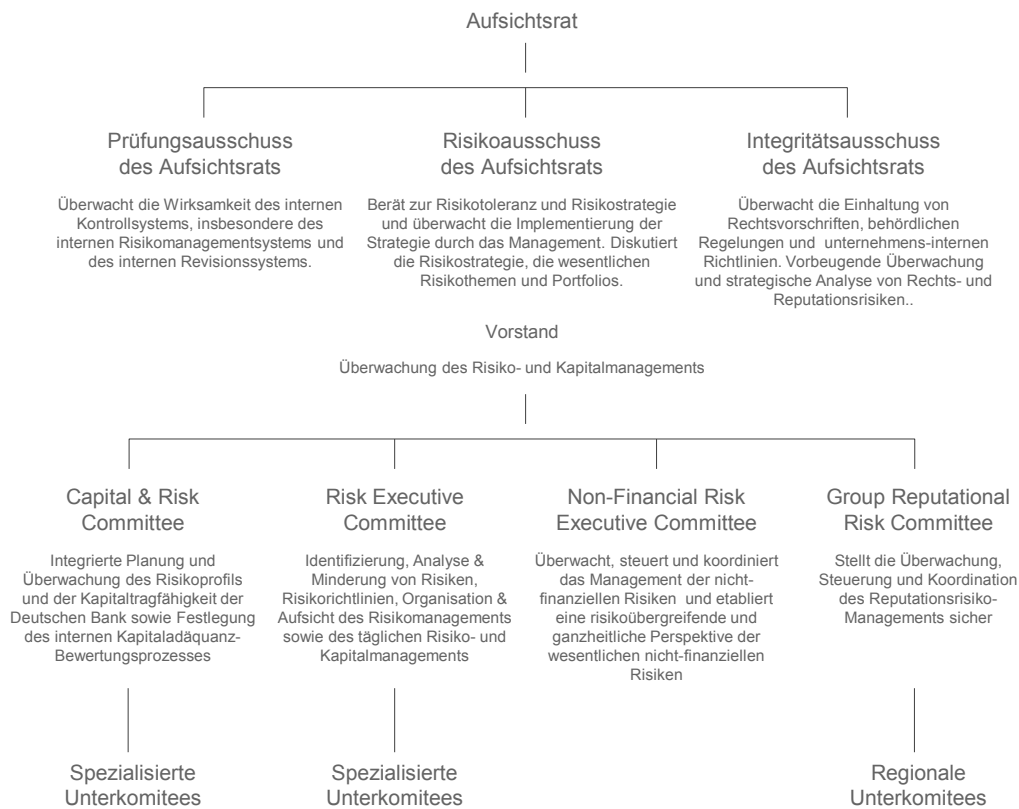 Aufsichtsrat
Prüfungsausschuss
des Aufsichtsrats
Überwacht die Wirksamkeit des internen
Kontrollsystems, insbesondere des
internen Risikomanagementsystems und
des internen Revisionssystems.
Risikoausschuss
des Aufsichtsrats
Berät zur Risikotoleranz und Risikostrategie
und überwacht die Implementierung der
Strategie durch das Management. Diskutiert
die Risikostrategie, die wesentlichen
Risikothemen und Portfolios.
Integritätsausschuss
des Aufsichtsrats
Überwacht die Einhaltung von
Rechtsvorschriften, behördlichen
Regelungen und unternehmens-internen
Richtlinien. Vorbeugende Überwachung
und strategische Analyse von Rechts- und
Reputationsrisiken..
Vorstand
Überwachung des Risiko- und Kapitalmanagements
Capital & Risk
Committee
Integrierte Planung und
Überwachung des Risikoprofils
und der Kapitaltragfähigkeit der
Deutschen Bank sowie Festlegung
des internen Kapitaladäquanz-
Bewertungsprozesses
Risk Executive
Committee
Identifizierung, Analyse &
Minderung von Risiken,
Risikorichtlinien, Organisation &
Aufsicht des Risikomanagements
sowie des täglichen Risiko- und
Kapitalmanagements
Non-Financial Risk
Executive Committee
Überwacht, steuert und koordiniert
das Management der nicht-
finanziellen Risiken und etabliert
eine risikoübergreifende und
ganzheitliche Perspektive der
wesentlichen nicht-finanziellen
Risiken
Group Reputational
Risk Committee
Stellt die Überwachung,
Steuerung und Koordination
des Reputationsrisiko-
Managements sicher
Spezialisierte
Unterkomitees
Spezialisierte
Unterkomitees
Regionale
Unterkomitees